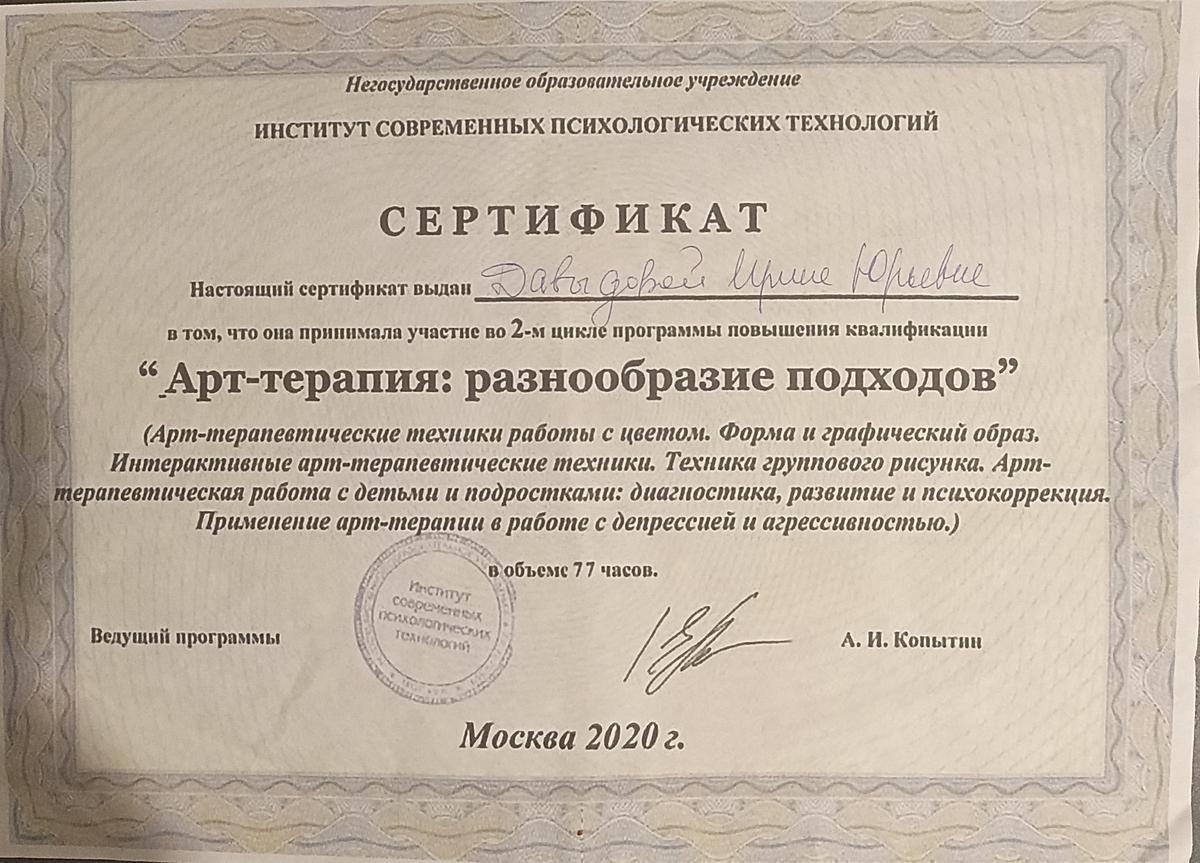 Негосударственное образовательное учреждение
ИНСТИТУТ СОВРЕМЕННЫХ ПСИХОЛОГИЧЕСКИХ ТЕХНОЛОГИЙ
СЕРТИФИКАТ
Настоящий сертификат выдан Давыдовой Ирине Юрьевне
в том, что она принимала участие во 2-м цикле программы повышения квалификации
“Арт-терапия: разнообразие подходов”
(Арт-терапевтические техники работы с цветом. Форма и графический образ.
Интерактивные арт-терапевтические техники. Техника группового рисунка. Арт-
терапевтическая работа с детьми и подростками: диагностика, развитие и психокоррекция.
Применение арт-терапии в работе с депрессией и агрессивностью.)
в объеме 77 часов.
Институт
современных
психологических
технологий
Ведущий программы
А. И. Копытин
Москва 2020 г.